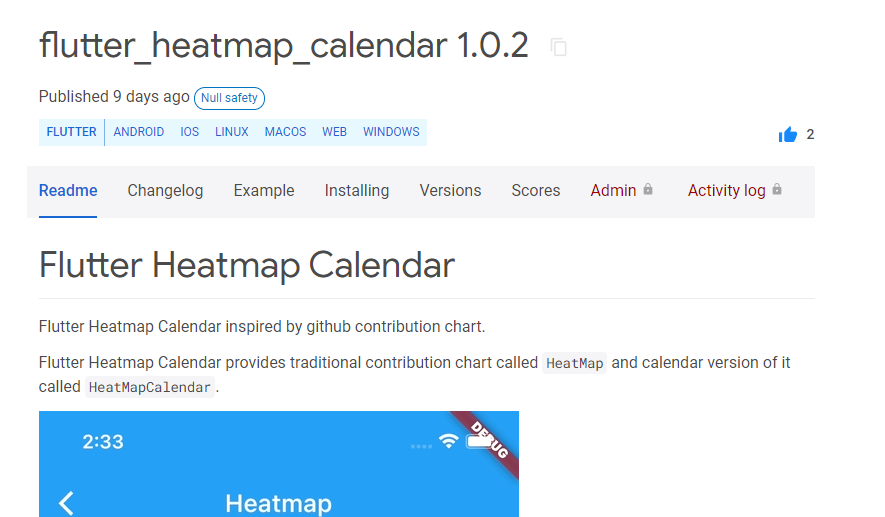 flutter_heatmap_calendar 1.0.2
Published 9 days ago Null safety
FLUTTER ANDROID IOS LINUX MACOS WEB WINDOWS
2
Readme Changelog Example Installing Versions Scores Admin Activity log
Flutter Heatmap Calendar
Flutter Heatmap Calendar inspired by github contribution chart.
Flutter Heatmap Calendar provides traditional contribution chart called HeatMap and calendar version of it
called HeatMapCalendar.
2:33
DEBUG
Heatmap